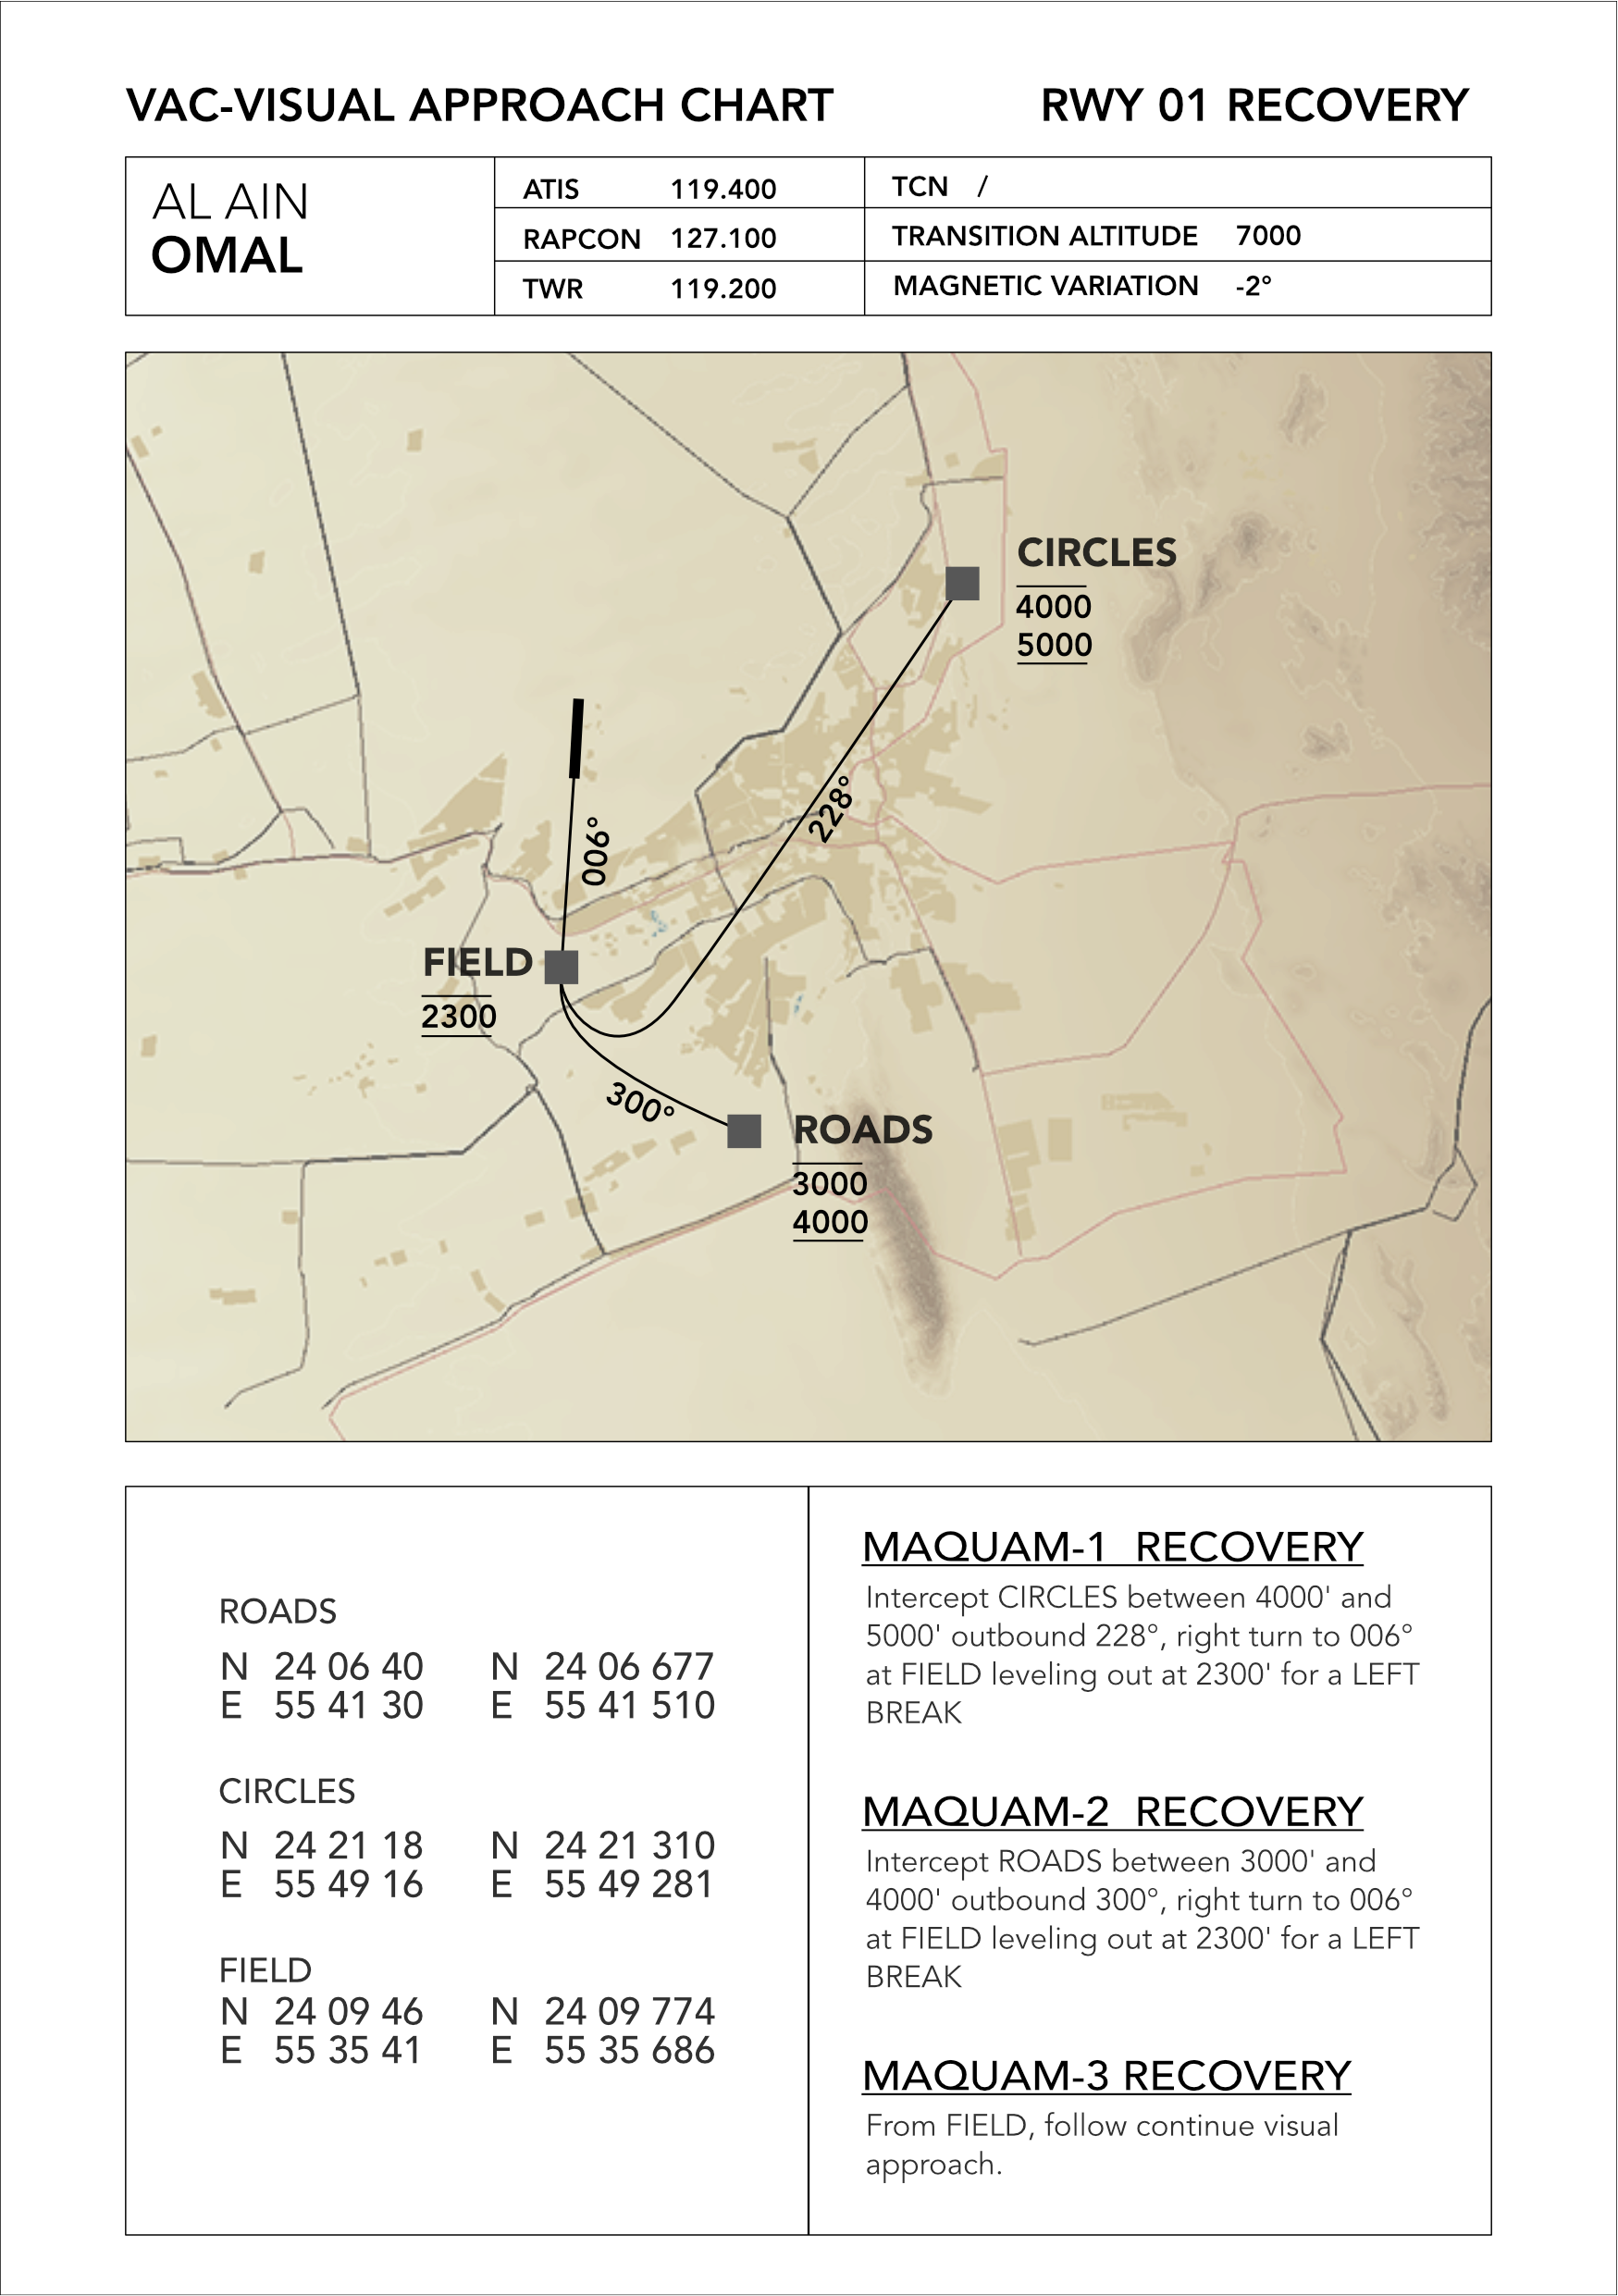 VAC-VISUAL APPROACH CHART
RWY 01 RECOVERY
AL AIN
OMAL
ATIS 119.400
RAPCON 127.100
TWR 119.200
TCN /
TRANSITION ALTITUDE 7000
MAGNETIC VARIATION -2°
CIRCLES
4000
5000
228°
006°
FIELD
2300
300°
ROADS
3000
4000
ROADS
N 24 06 40 N 24 06 677
E 55 41 30 E 55 41 510
CIRCLES
N 24 21 18 N 24 21 310
E 55 49 16 E 55 49 281
FIELD
N 24 09 46 N 24 09 774
E 55 35 41 E 55 35 686
MAQUAM-1 RECOVERY
Intercept CIRCLES between 4000' and
5000' outbound 228°, right turn to 006°
at FIELD leveling out at 2300' for a LEFT
BREAK
MAQUAM-2 RECOVERY
Intercept ROADS between 3000' and
4000' outbound 300°, right turn to 006°
at FIELD leveling out at 2300' for a LEFT
BREAK
MAQUAM-3 RECOVERY
From FIELD, follow continue visual
approach.